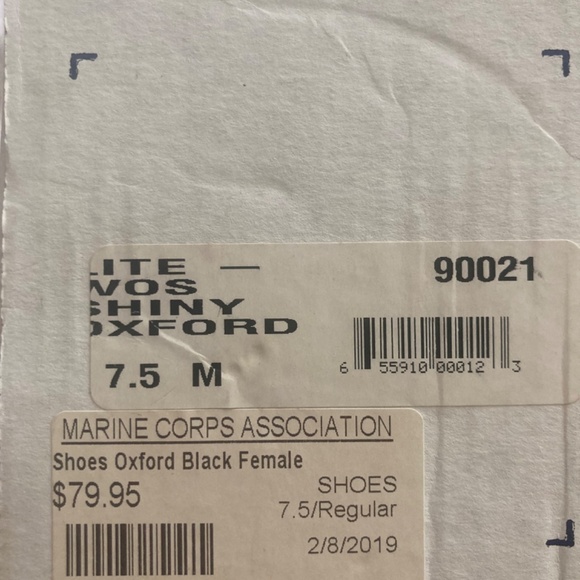 LITE — 90021
WOS
SHINY
OXFORD
7.5 M
6 55910 00012 3
MARINE CORPS ASSOCIATION
Shoes Oxford Black Female
$79.95
SHOES
7.5/Regular
2/8/2019